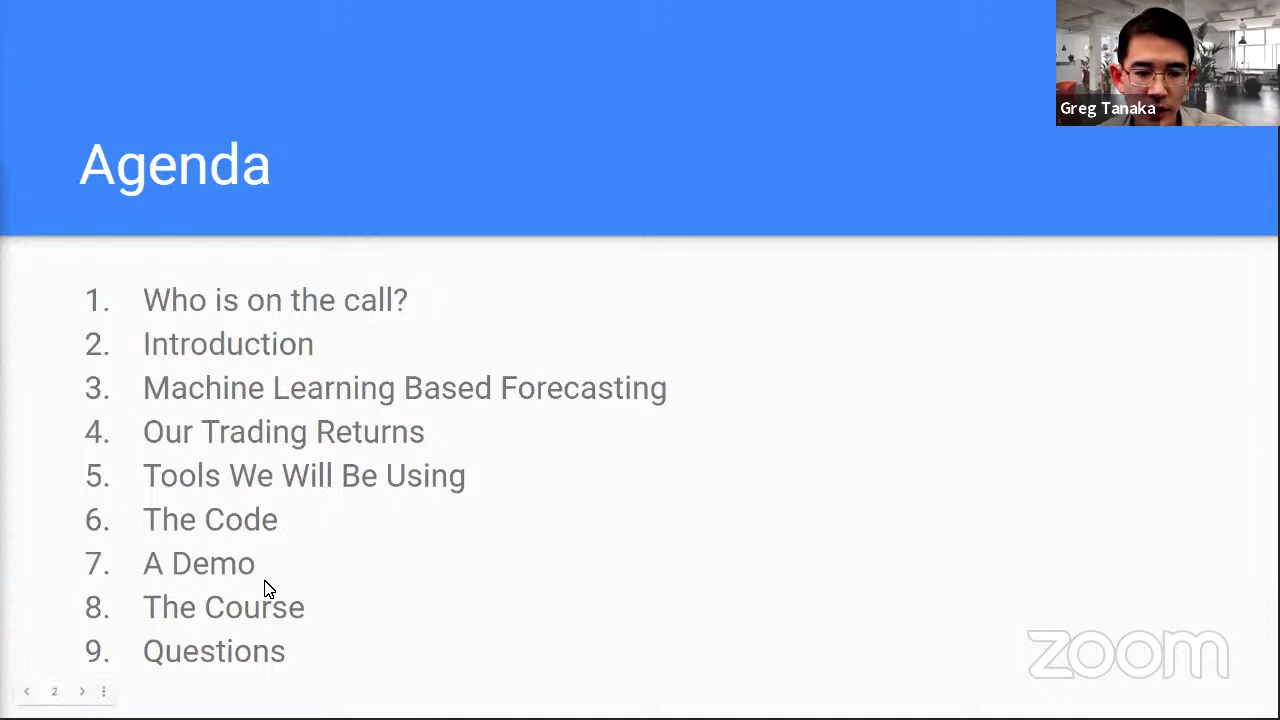 Greg Tanaka
Agenda
1. Who is on the call?
2. Introduction
3. Machine Learning Based Forecasting
4. Our Trading Returns
5. Tools We Will Be Using
6. The Code
7. A Demo
8. The Course
9. Questions
2
zoom